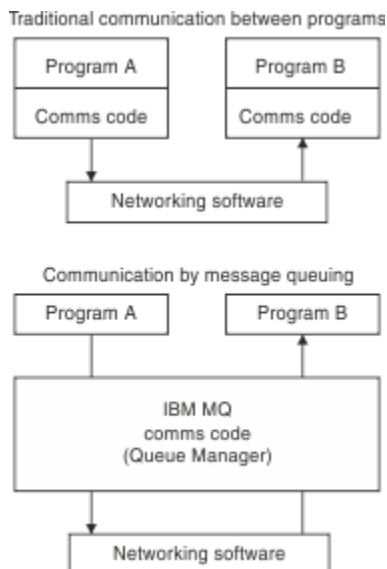 Traditional communication between programs
Program A
Program B
Comms code
Comms code
Networking software
Communication by message queuing
Program A
Program B
IBM MQ
comms code
(Queue Manager)
Networking software